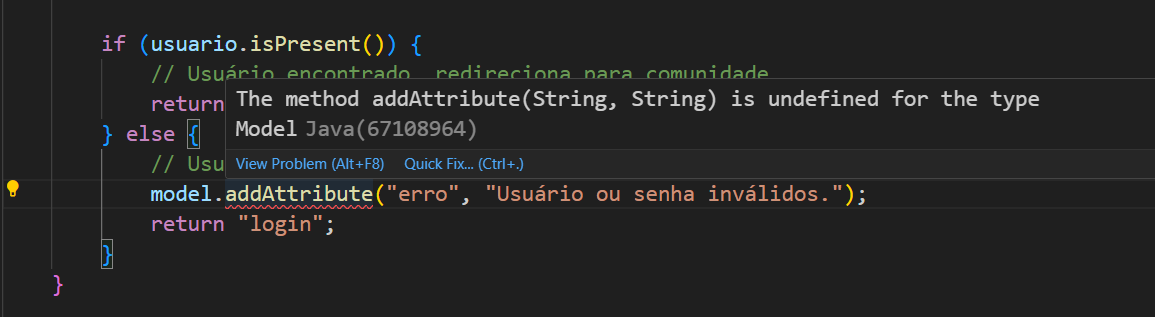 if (usuario.isPresent()) {
// Usuário encontrado, redireciona para comunidade
return
The method addAttribute(String, String) is undefined for the type
Model Java(67108964)
} else {
View Problem (Alt+F8) Quick Fix... (Ctrl+.)
// Usu
model.addAttribute("erro", "Usuário ou senha inválidos.");
return "login";
}
}